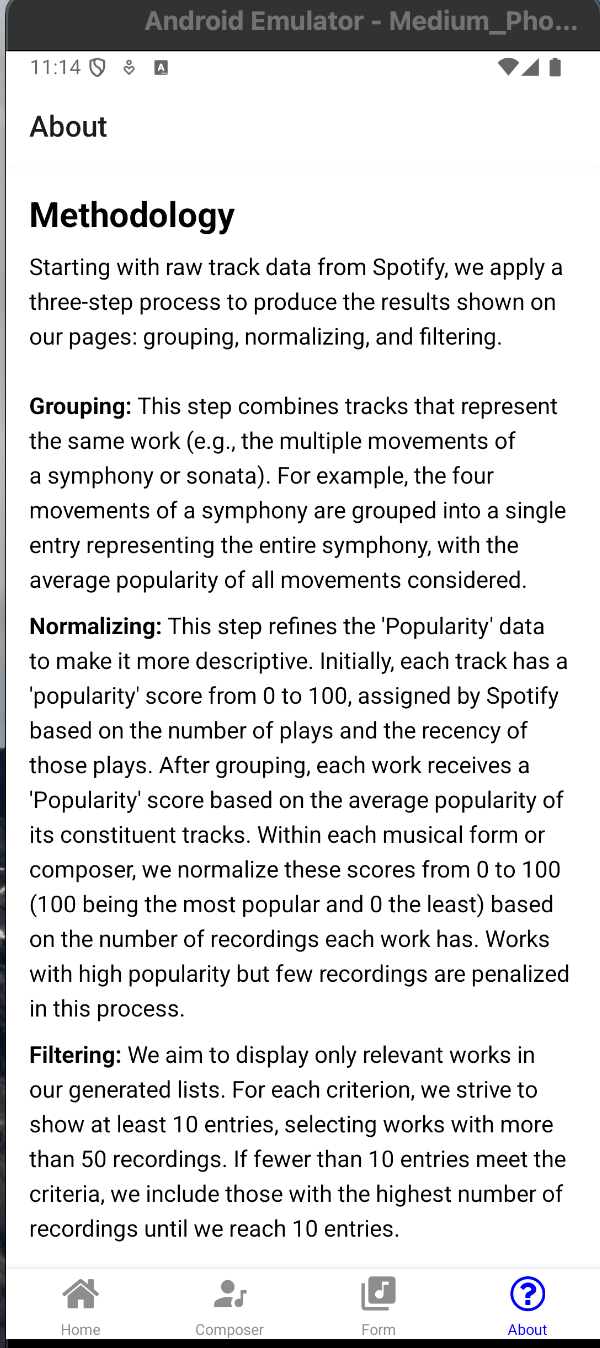 Android Emulator - Medium_Pho...
11:14
A
About
Methodology
Starting with raw track data from Spotify, we apply a
three-step process to produce the results shown on
our pages: grouping, normalizing, and filtering.
Grouping: This step combines tracks that represent
the same work (e.g., the multiple movements of
a symphony or sonata). For example, the four
movements of a symphony are grouped into a single
entry representing the entire symphony, with the
average popularity of all movements considered.
Normalizing: This step refines the 'Popularity' data
to make it more descriptive. Initially, each track has a
'popularity' score from 0 to 100, assigned by Spotify
based on the number of plays and the recency of
those plays. After grouping, each work receives a
'Popularity' score based on the average popularity of
its constituent tracks. Within each musical form or
composer, we normalize these scores from 0 to 100
(100 being the most popular and 0 the least) based
on the number of recordings each work has. Works
with high popularity but few recordings are penalized
in this process.
Filtering: We aim to display only relevant works in
our generated lists. For each criterion, we strive to
show at least 10 entries, selecting works with more
than 50 recordings. If fewer than 10 entries meet the
criteria, we include those with the highest number of
recordings until we reach 10 entries.
Home
Composer
Form
About